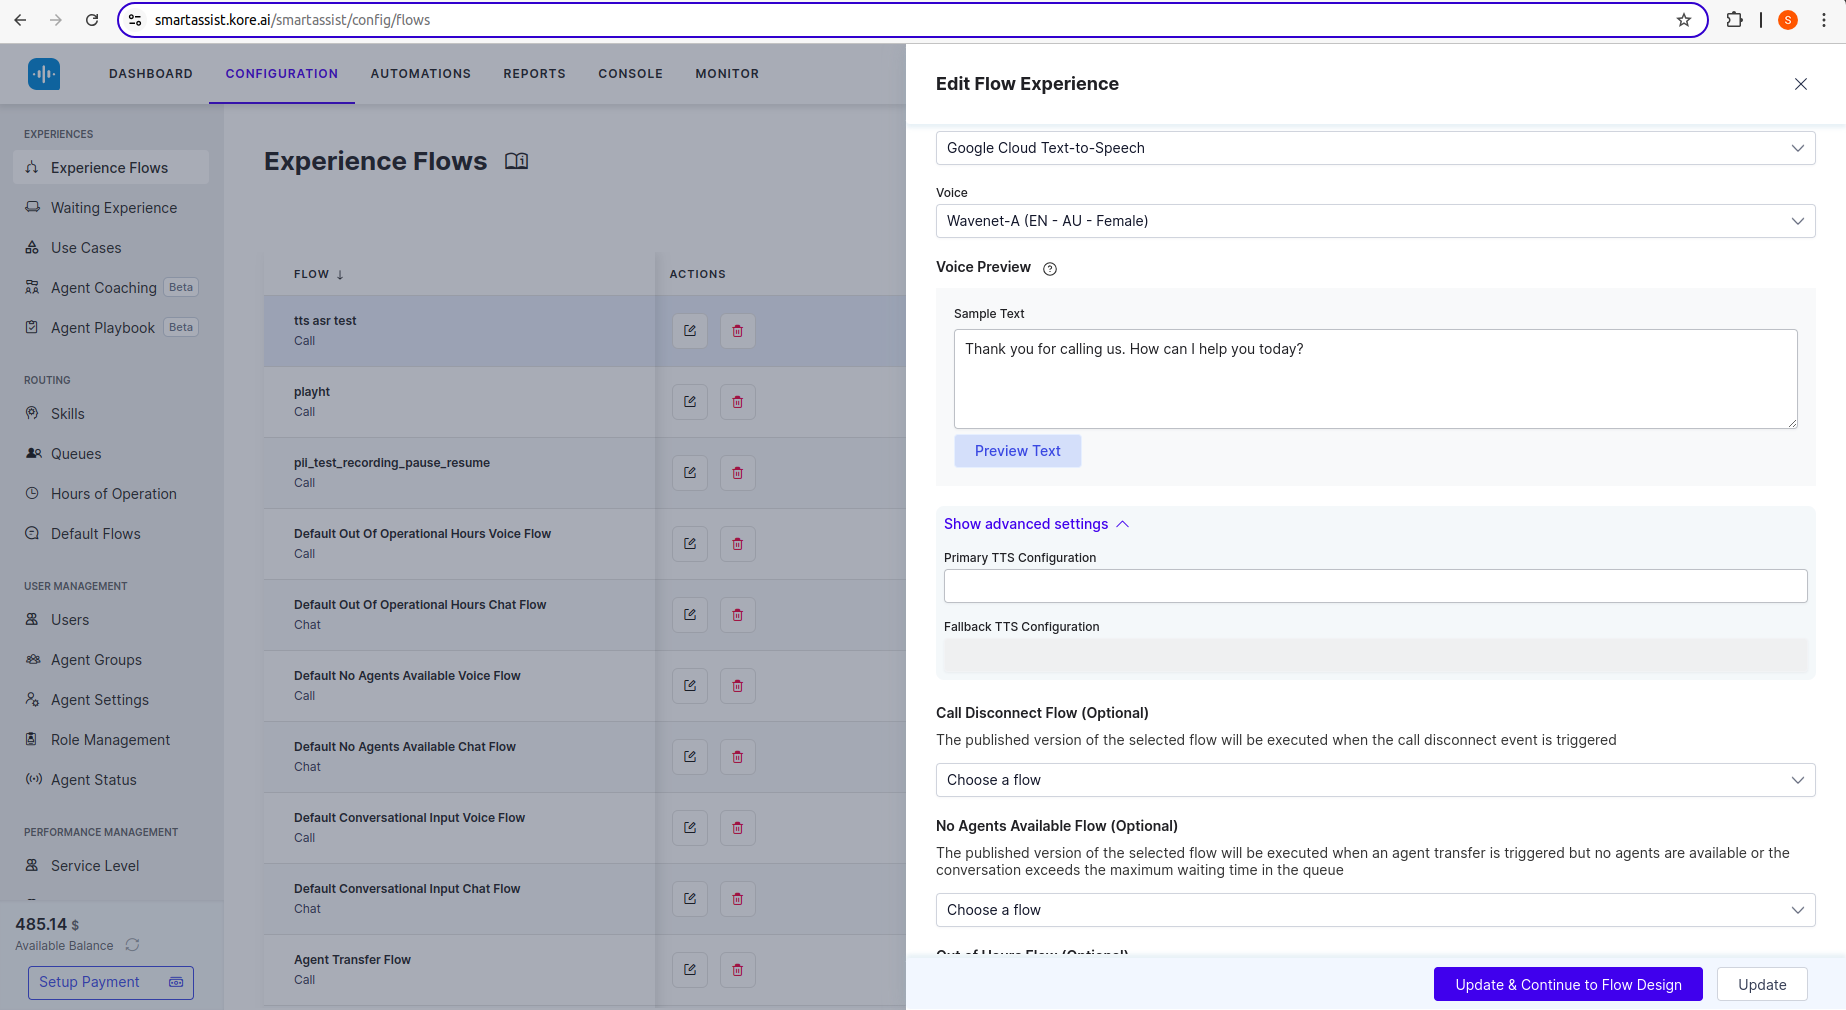 smartassist.kore.ai/smartassist/config/flows
S
DASHBOARD
CONFIGURATION
AUTOMATIONS
REPORTS
CONSOLE
MONITOR
EXPERIENCES
Experience Flows
Waiting Experience
Use Cases
Agent Coaching Beta
Agent Playbook Beta
ROUTING
Skills
Queues
Hours of Operation
Default Flows
USER MANAGEMENT
Users
Agent Groups
Agent Settings
Role Management
Agent Status
PERFORMANCE MANAGEMENT
Service Level
485.14 $
Available Balance
Setup Payment
Experience Flows
FLOW ↓ ACTIONS
tts asr test
Call
playht
Call
pii_test_recording_pause_resume
Call
Default Out Of Operational Hours Voice Flow
Call
Default Out Of Operational Hours Chat Flow
Chat
Default No Agents Available Voice Flow
Call
Default No Agents Available Chat Flow
Chat
Default Conversational Input Voice Flow
Call
Default Conversational Input Chat Flow
Chat
Agent Transfer Flow
Call
Edit Flow Experience
Google Cloud Text-to-Speech
Voice
Wavenet-A (EN - AU - Female)
Voice Preview
Sample Text
Thank you for calling us. How can I help you today?
Preview Text
Show advanced settings
Primary TTS Configuration
Fallback TTS Configuration
Call Disconnect Flow (Optional)
The published version of the selected flow will be executed when the call disconnect event is triggered
Choose a flow
No Agents Available Flow (Optional)
The published version of the selected flow will be executed when an agent transfer is triggered but no agents are available or the
conversation exceeds the maximum waiting time in the queue
Choose a flow
Out of Hours Flow (Optional)
Update & Continue to Flow Design
Update